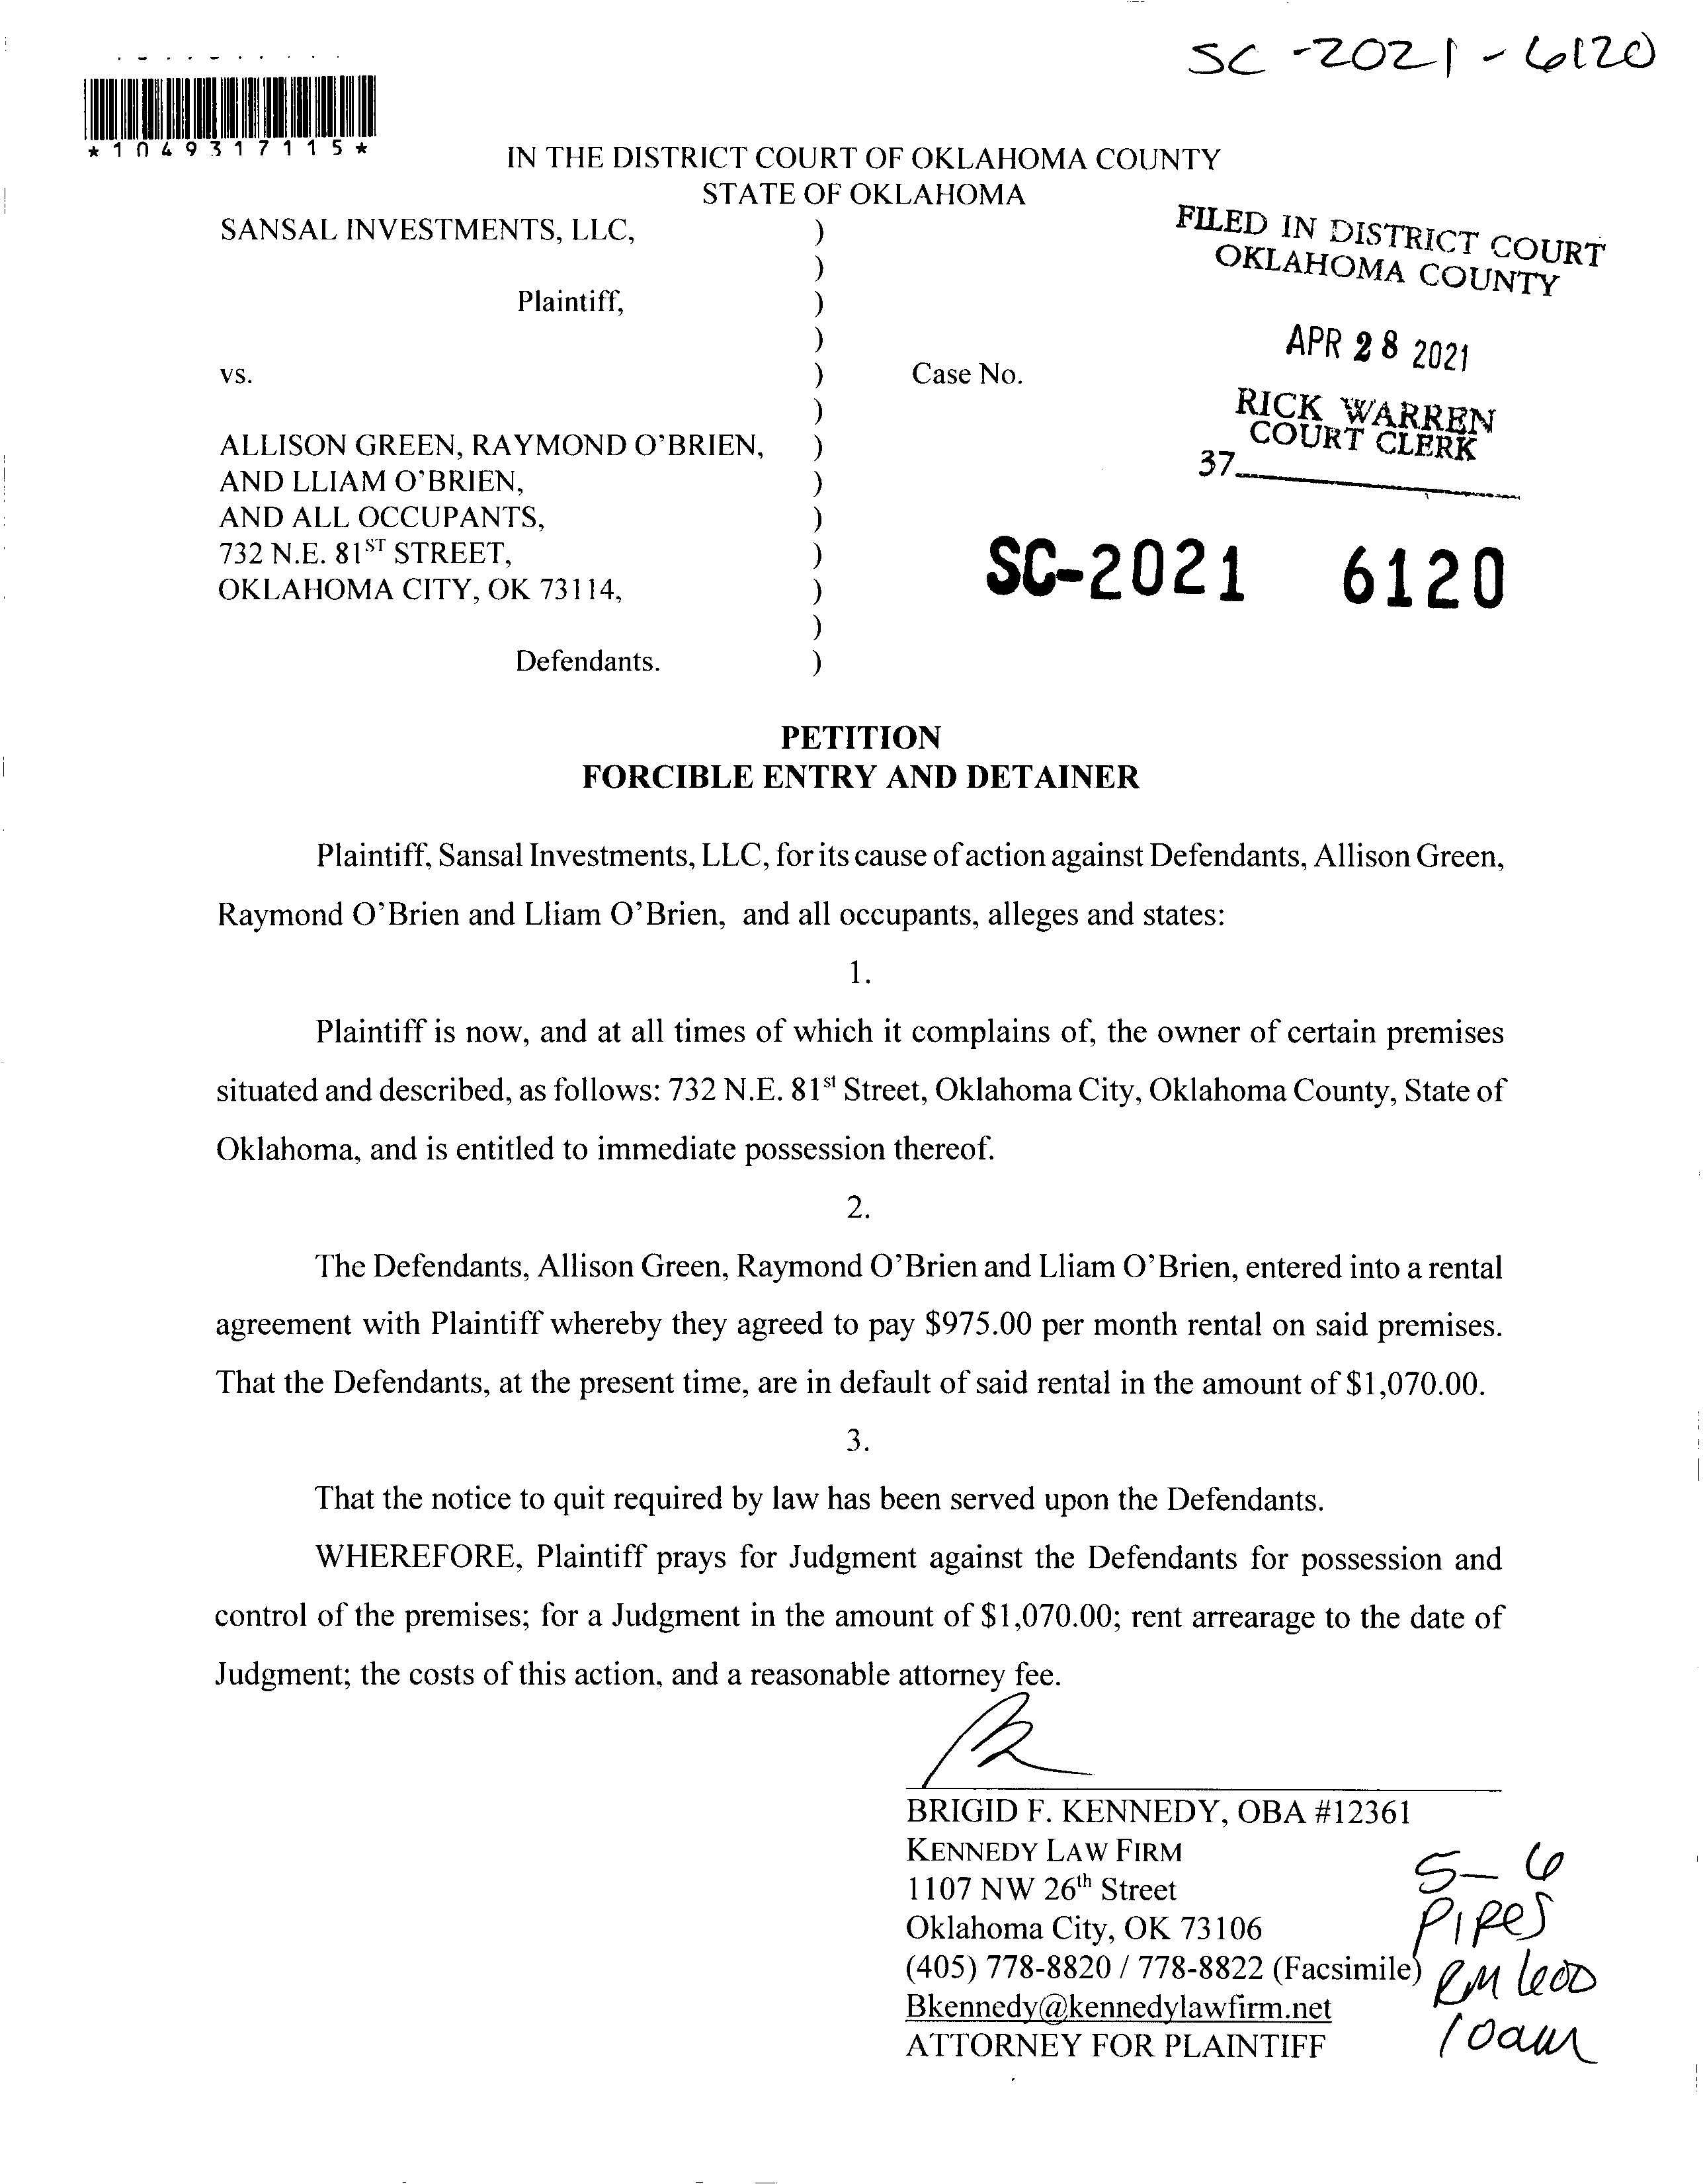 SC-2021-6120
*1049317115*
IN THE DISTRICT COURT OF OKLAHOMA COUNTY
STATE OF OKLAHOMA
SANSAL INVESTMENTS, LLC, )
)
Plaintiff, )
)
vs. ) Case No.
)
ALLISON GREEN, RAYMOND O’BRIEN, )
AND LLIAM O’BRIEN, )
AND ALL OCCUPANTS, )
732 N.E. 81ST STREET, )
OKLAHOMA CITY, OK 73114, )
)
Defendants. )
FILED IN DISTRICT COURT
OKLAHOMA COUNTY
APR 28 2021
RICK WARREN
COURT CLERK
37
SC-2021 6120
PETITION
FORCIBLE ENTRY AND DETAINER
Plaintiff, Sansal Investments, LLC, for its cause of action against Defendants, Allison Green,
Raymond O’Brien and Lliam O’Brien, and all occupants, alleges and states:
1.
Plaintiff is now, and at all times of which it complains of, the owner of certain premises
situated and described, as follows: 732 N.E. 81st Street, Oklahoma City, Oklahoma County, State of
Oklahoma, and is entitled to immediate possession thereof.
2.
The Defendants, Allison Green, Raymond O’Brien and Lliam O’Brien, entered into a rental
agreement with Plaintiff whereby they agreed to pay $975.00 per month rental on said premises.
That the Defendants, at the present time, are in default of said rental in the amount of $1,070.00.
3.
That the notice to quit required by law has been served upon the Defendants.
WHEREFORE, Plaintiff prays for Judgment against the Defendants for possession and
control of the premises; for a Judgment in the amount of $1,070.00; rent arrearage to the date of
Judgment; the costs of this action, and a reasonable attorney fee.
BRIGID F. KENNEDY, OBA #12361
KENNEDY LAW FIRM
1107 NW 26th Street
Oklahoma City, OK 73106
(405) 778-8820 / 778-8822 (Facsimile)
Bkennedy@kennedylawfirm.net
ATTORNEY FOR PLAINTIFF
5-6
Pipes
RM 600
10am